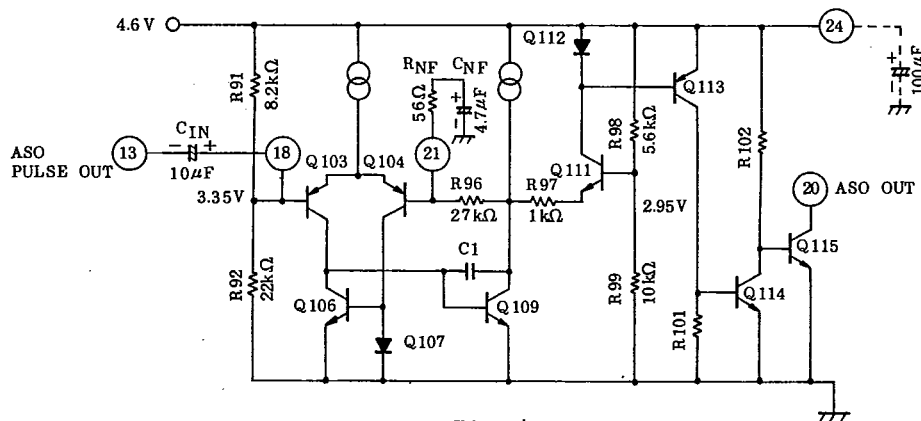 4.6V
24
Q112
R91
8.2kΩ
RNF
56Ω
CNF
4.7μF
100μF
Q113
R98
5.6kΩ
R102
ASO
PULSE OUT
13
CIN
10μF
18
Q103
Q104
21
Q111
20
ASO OUT
3.35V
R96
27kΩ
R97
1kΩ
2.95V
Q115
R92
22kΩ
C1
Q106
Q109
R99
10kΩ
Q114
R101
Q107